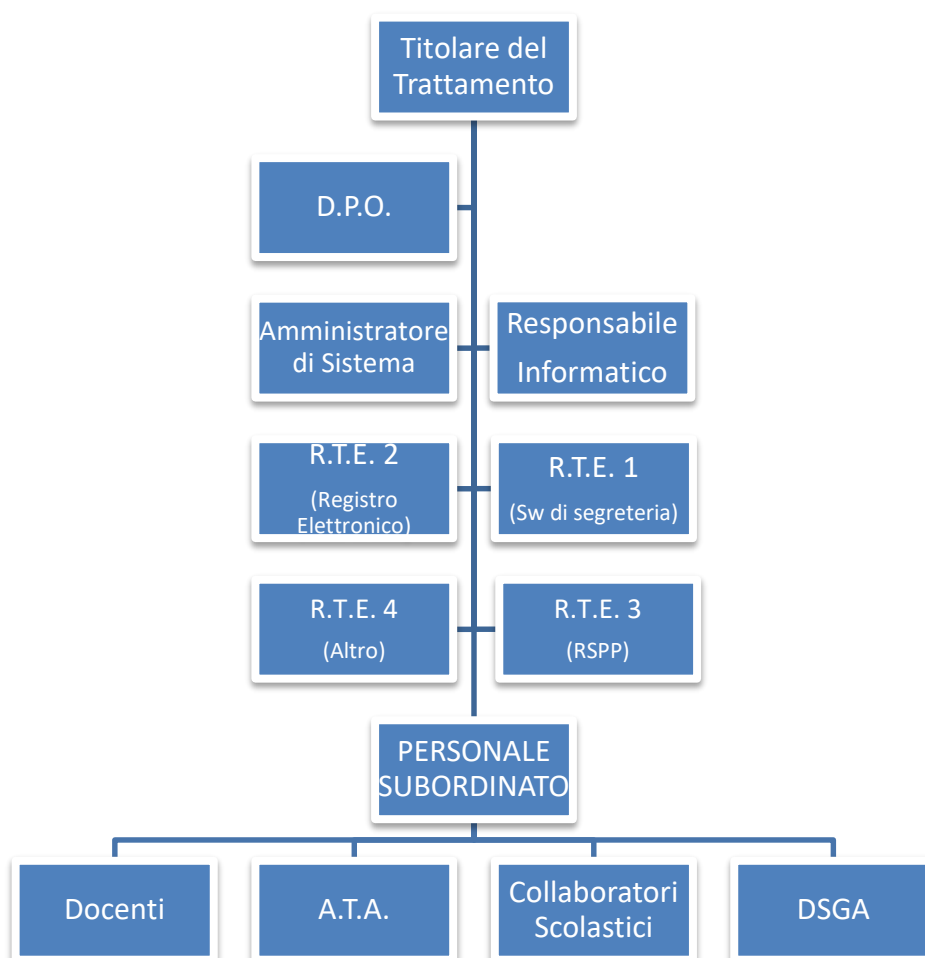 Titolare del
Trattamento
D.P.O.
Amministratore
di Sistema
Responsabile
Informatico
R.T.E. 2
(Registro
Elettronico)
R.T.E. 1
(Sw di segreteria)
R.T.E. 4
(Altro)
R.T.E. 3
(RSPP)
PERSONALE
SUBORDINATO
Docenti
A.T.A.
Collaboratori
Scolastici
DSGA